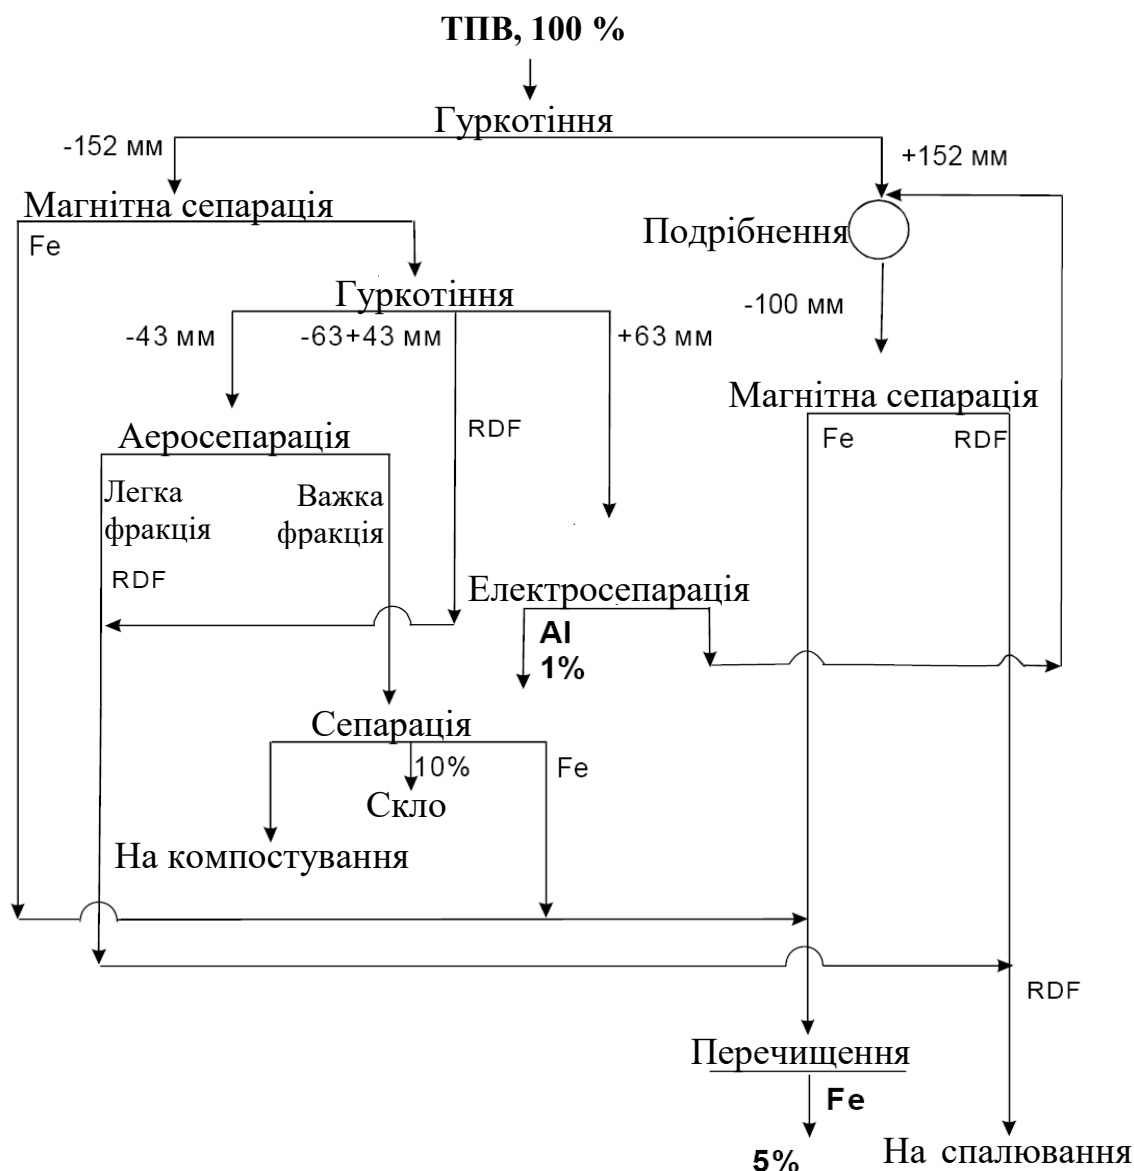 ТПВ, 100 %
Гуркотіння
-152 мм
+152 мм
Магнітна сепарація
Fe
Подрібнення
Гуркотіння
-100 мм
-43 мм
-63+43 мм
+63 мм
Магнітна сепарація
Fe
RDF
RDF
Аеросепарація
Легка
фракція
Важка
фракція
RDF
Електросепарація
Al
1%
Сепарація
10%
Fe
Скло
На компостування
RDF
Перечищення
Fe
5%
На спалювання